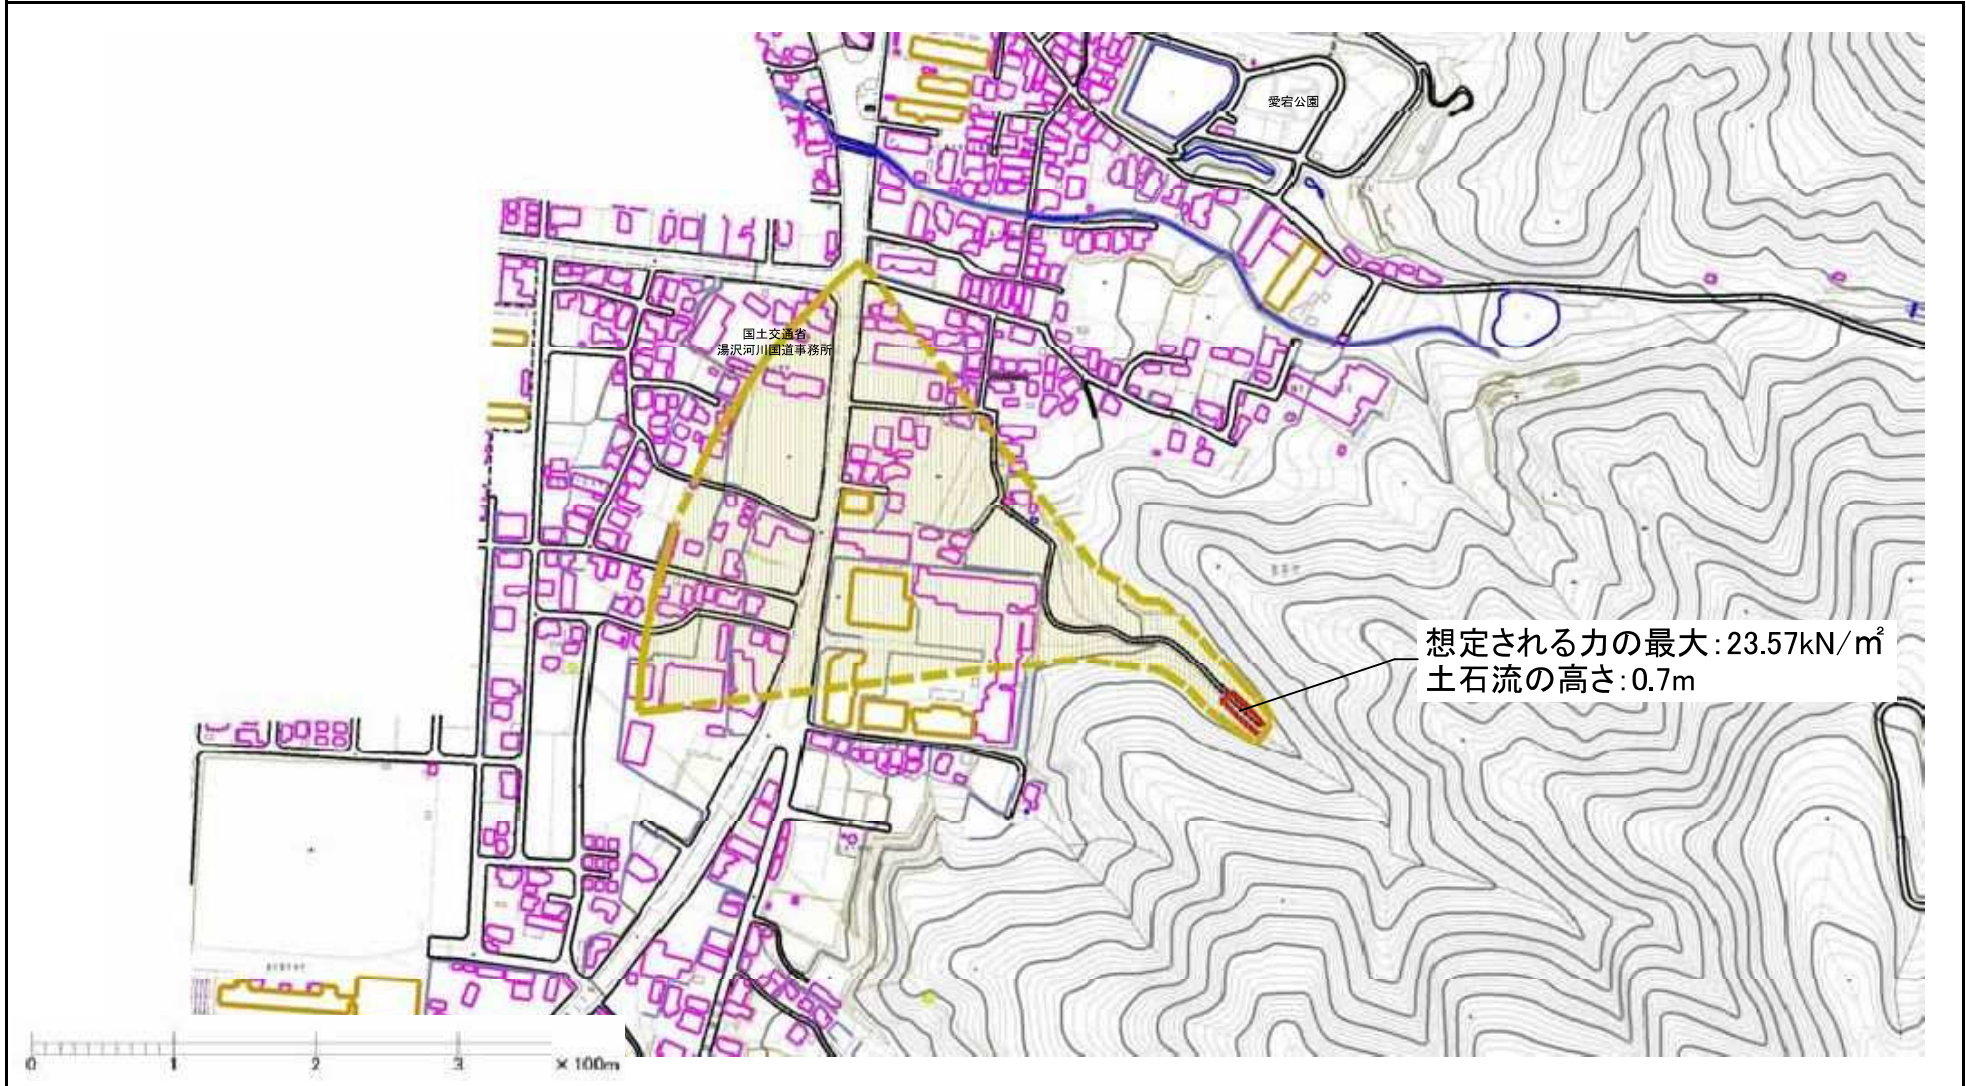 愛宕公園
国土交通省
湯沢河川国道事務所
想定される力の最大:23.57kN/㎡
土石流の高さ:0.7m
0 1 2 3 × 100m